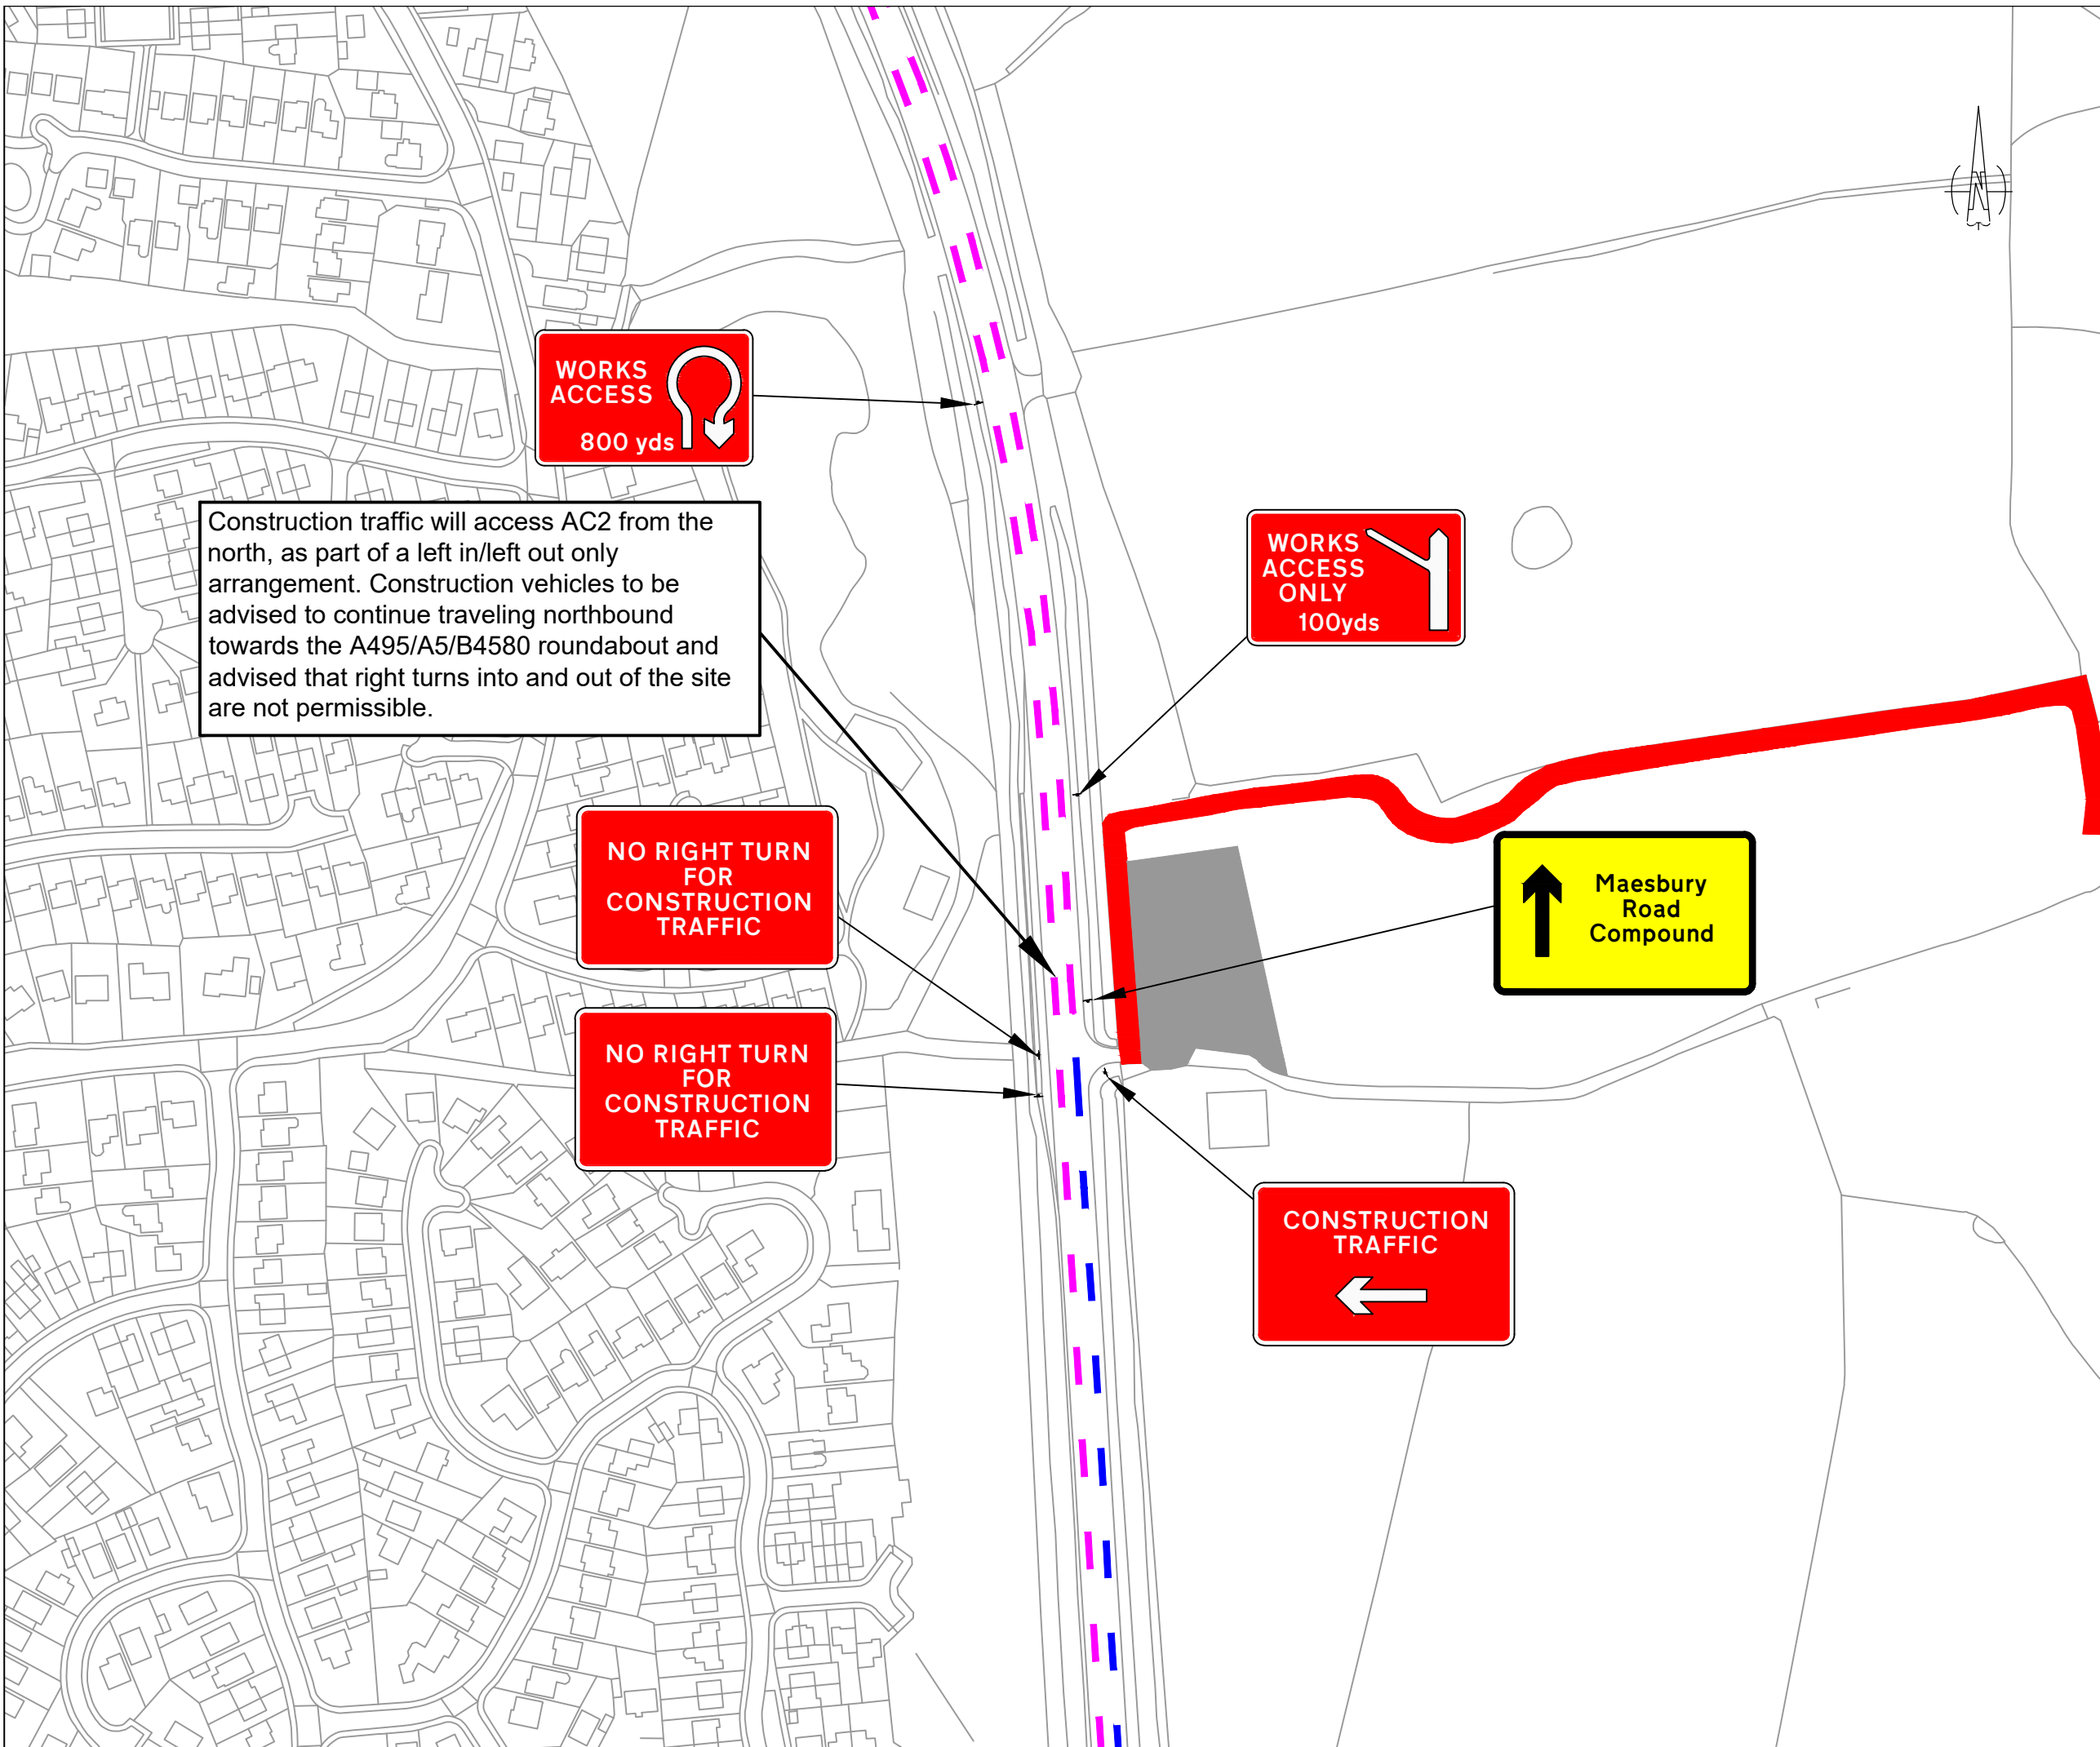 N
WORKS
ACCESS
800 yds
Construction traffic will access AC2 from the
north, as part of a left in/left out only
arrangement. Construction vehicles to be
advised to continue traveling northbound
towards the A495/A5/B4580 roundabout and
advised that right turns into and out of the site
are not permissible.
WORKS
ACCESS
ONLY
100yds
NO RIGHT TURN
FOR
CONSTRUCTION
TRAFFIC
Maesbury
Road
Compound
NO RIGHT TURN
FOR
CONSTRUCTION
TRAFFIC
CONSTRUCTION
TRAFFIC